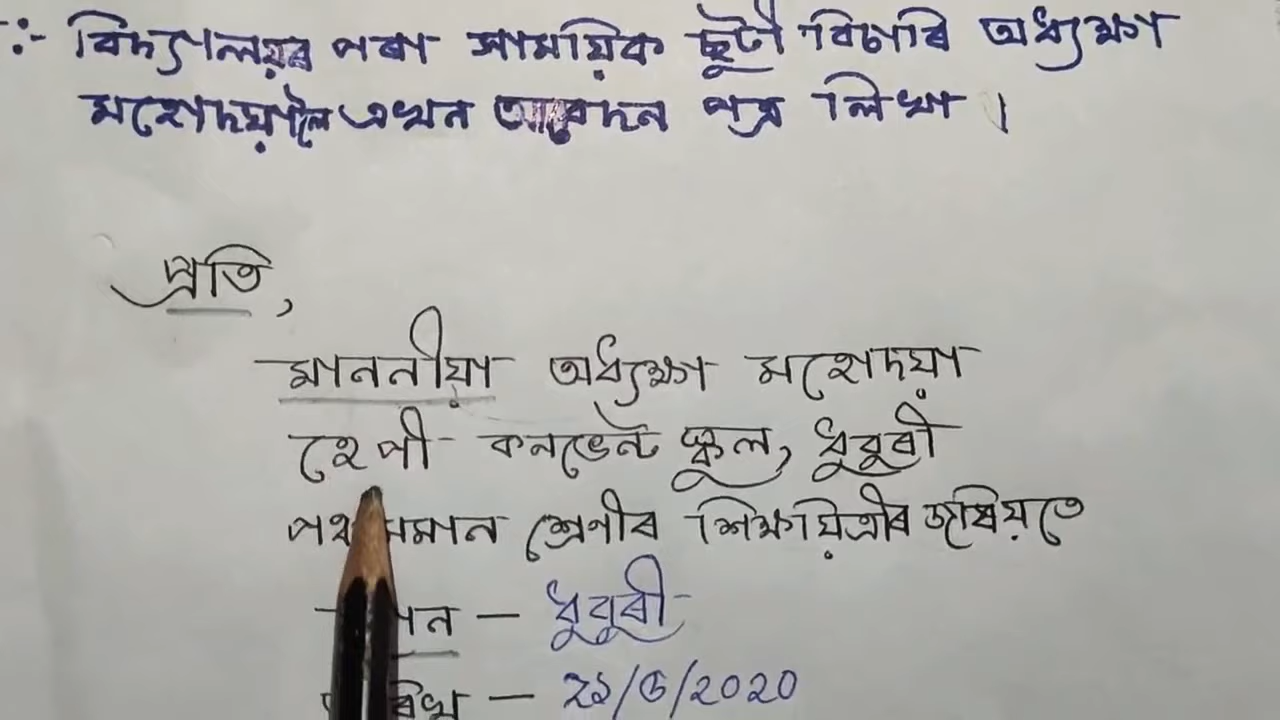 ঃ- বিদ্যালয়ৰ পৰা সাময়িক ছুটী বিচাৰি অধ্যক্ষা
মহোদয়ালৈ এখন আবেদন পত্ৰ লিখা ।
প্ৰতি,
মাননীয়া অধ্যক্ষা মহোদয়া
হেপী কনভেন্ট স্কুল, ধুবুৰী
শ্ৰেণীৰ শিক্ষয়িত্ৰীৰ জৰিয়তে
– ধুবুৰী
– ২১/৫/2020